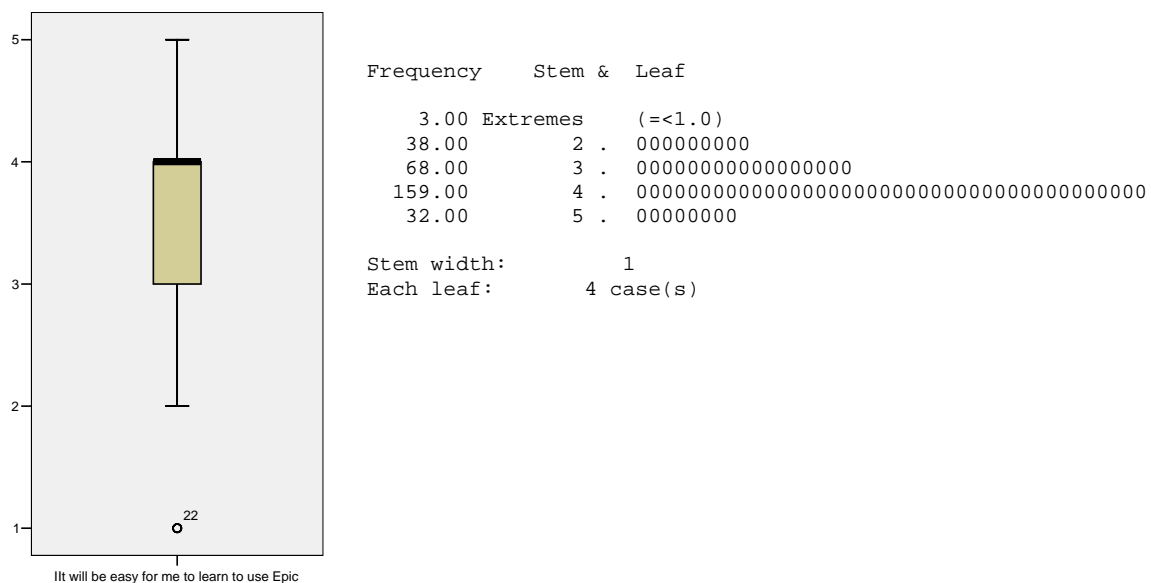 5
4
3
2
1
22
IIt will be easy for me to learn to use Epic
Frequency    Stem &  Leaf
3.00 Extremes    (=<1.0)
38.00        2 .  000000000
68.00        3 .  00000000000000000
159.00        4 .  0000000000000000000000000000000000000000
32.00        5 .  00000000
Stem width:         1
Each leaf:       4 case(s)